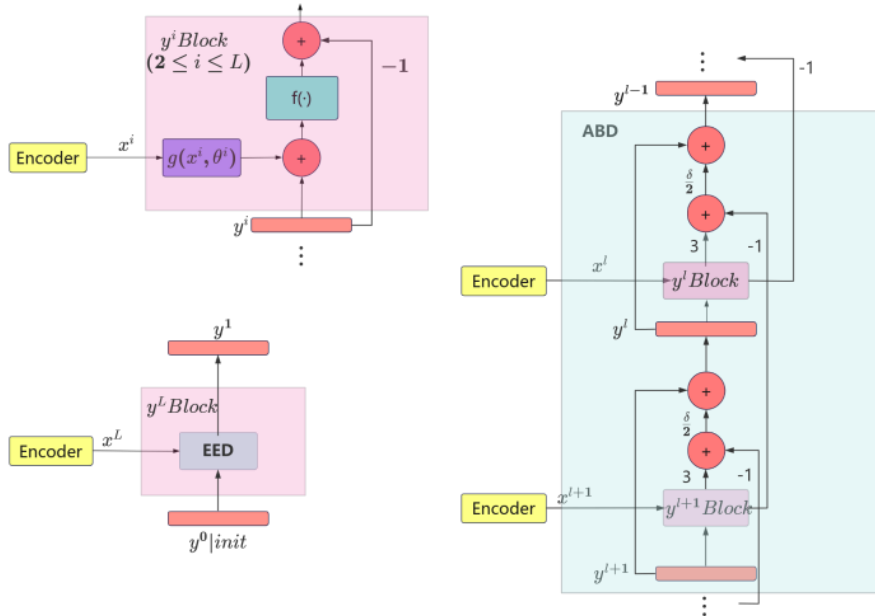 y^i Block
(2 ≤ i ≤ L)
+
-1
f(·)
Encoder
x^i
g(x^i, θ^i)
+
y^i
⋮
y^1
y^L Block
Encoder
x^L
EED
y^0|init
⋮
-1
y^{l-1}
ABD
+
δ/2
+
3
-1
Encoder
x^l
y^l Block
y^l
+
δ/2
+
3
-1
Encoder
x^{l+1}
y^{l+1} Block
y^{l+1}
⋮